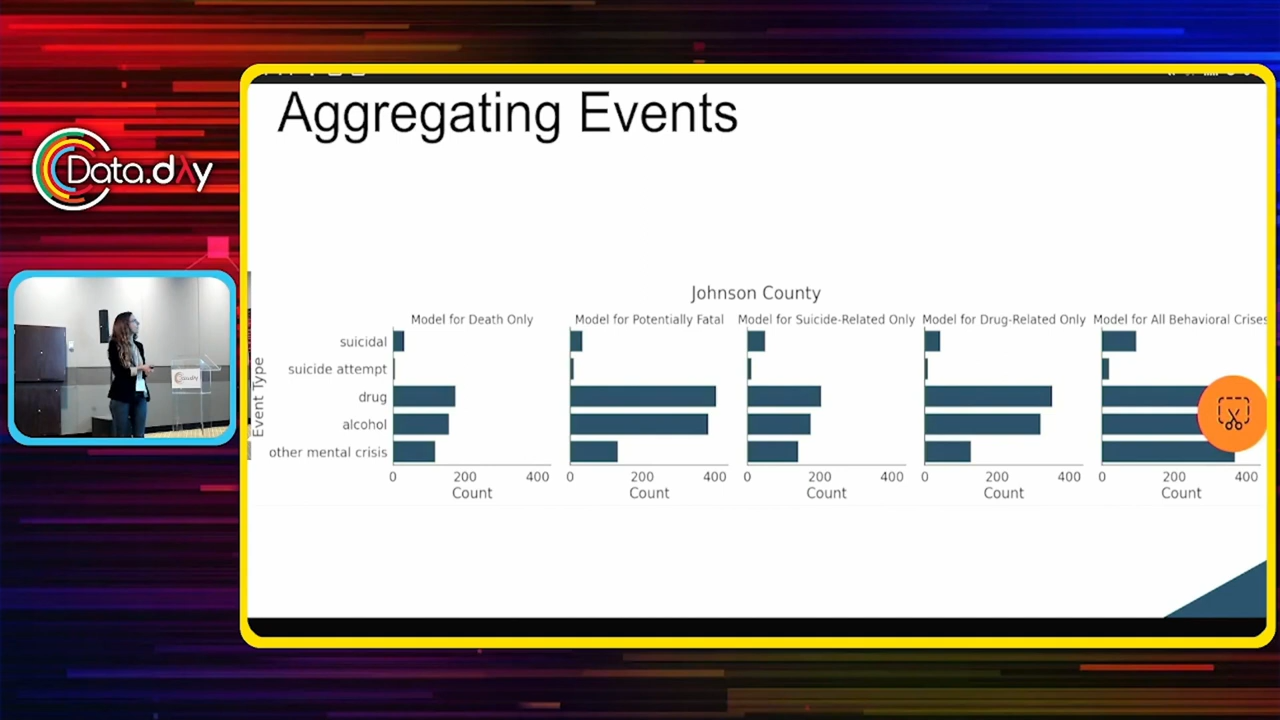 Aggregating Events
Data.dAy
Johnson County
Model for Death Only
Model for Potentially Fatal
Model for Suicide-Related Only
Model for Drug-Related Only
Model for All Behavioral Crises
Event Type
suicidal
suicide attempt
drug
alcohol
other mental crisis
0 200 400
0 200 400
0 200 400
0 200 400
0 200 400
Count
Count
Count
Count
Count